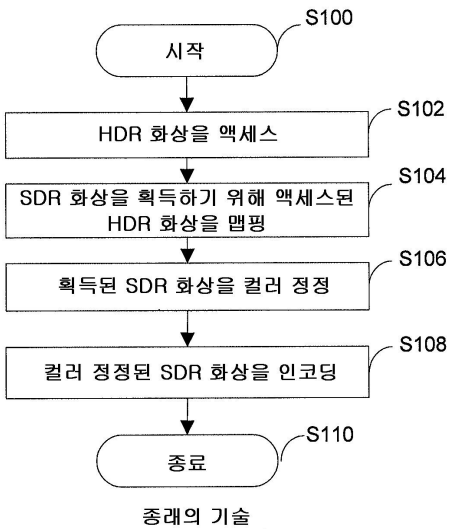 S100
시작
S102
HDR 화상을 액세스
S104
SDR 화상을 획득하기 위해 액세스된
HDR 화상을 맵핑
S106
획득된 SDR 화상을 컬러 정정
S108
컬러 정정된 SDR 화상을 인코딩
S110
종료
종래의 기술